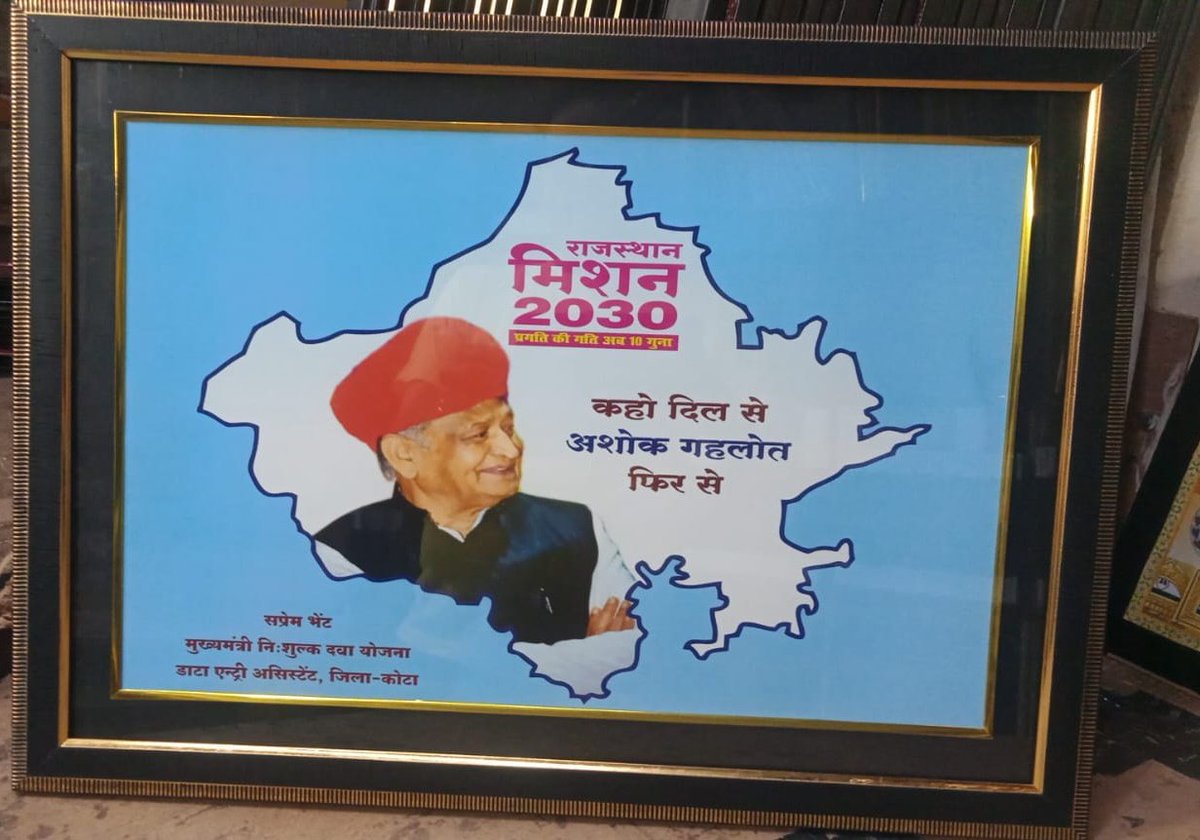 राजस्थान
मिशन
2030
प्रगति की गति अब 10 गुना
कहो दिल से
अशोक गहलोत
फिर से
सप्रेम भेंट
मुख्यमंत्री निःशुल्क दवा योजना
डाटा एन्ट्री असिस्टेंट, जिला-कोटा